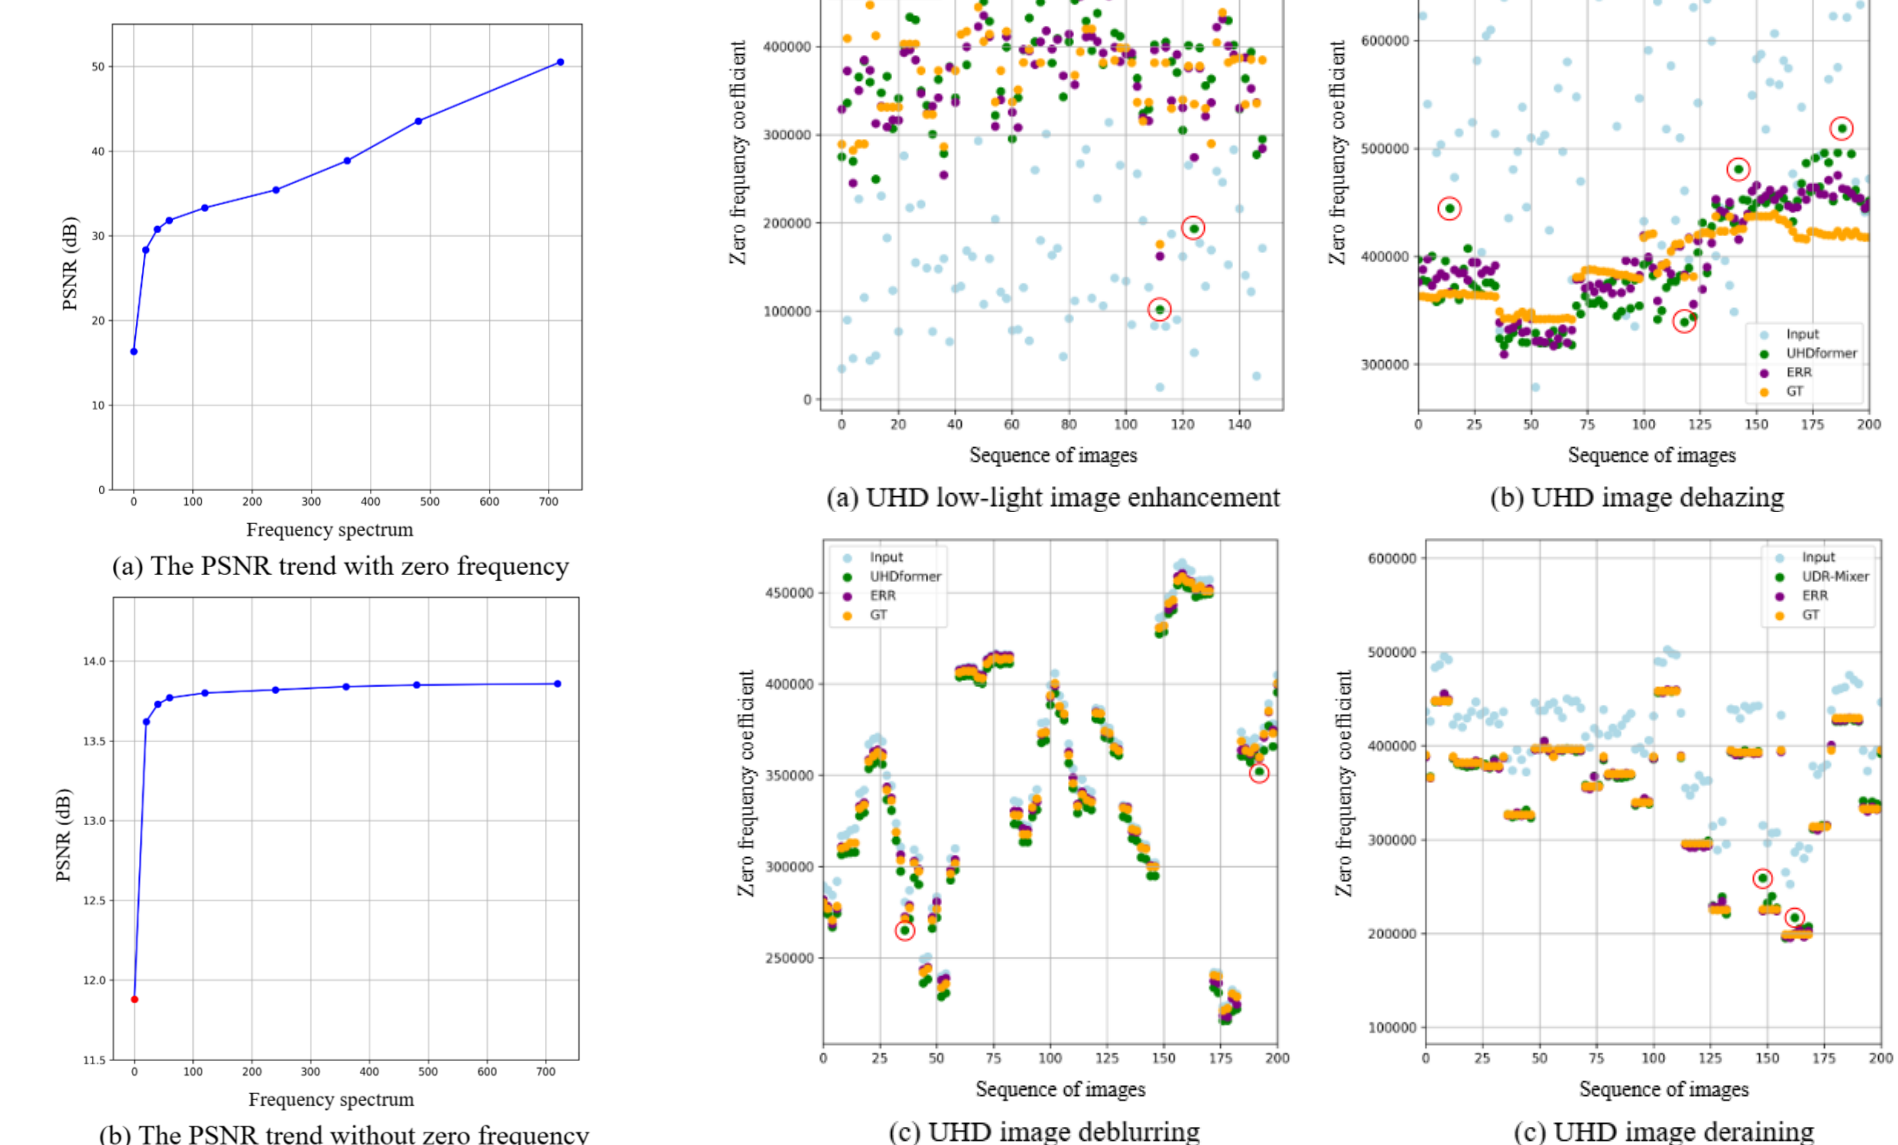 50
40
30
20
10
0
PSNR (dB)
0 100 200 300 400 500 600 700
Frequency spectrum
(a) The PSNR trend with zero frequency
14.0
13.5
13.0
12.5
12.0
11.5
PSNR (dB)
0 100 200 300 400 500 600 700
Frequency spectrum
(b) The PSNR trend without zero frequency
400000
300000
200000
100000
0
Zero frequency coefficient
0 20 40 60 80 100 120 140
Sequence of images
(a) UHD low-light image enhancement
600000
500000
400000
300000
Zero frequency coefficient
Input
UHDformer
ERR
GT
0 25 50 75 100 125 150 175 200
Sequence of images
(b) UHD image dehazing
Input
UHDformer
ERR
GT
450000
400000
350000
300000
250000
Zero frequency coefficient
0 25 50 75 100 125 150 175 200
Sequence of images
(c) UHD image deblurring
600000
500000
400000
300000
200000
100000
Zero frequency coefficient
Input
UDR-Mixer
ERR
GT
0 25 50 75 100 125 150 175 200
Sequence of images
(c) UHD image deraining